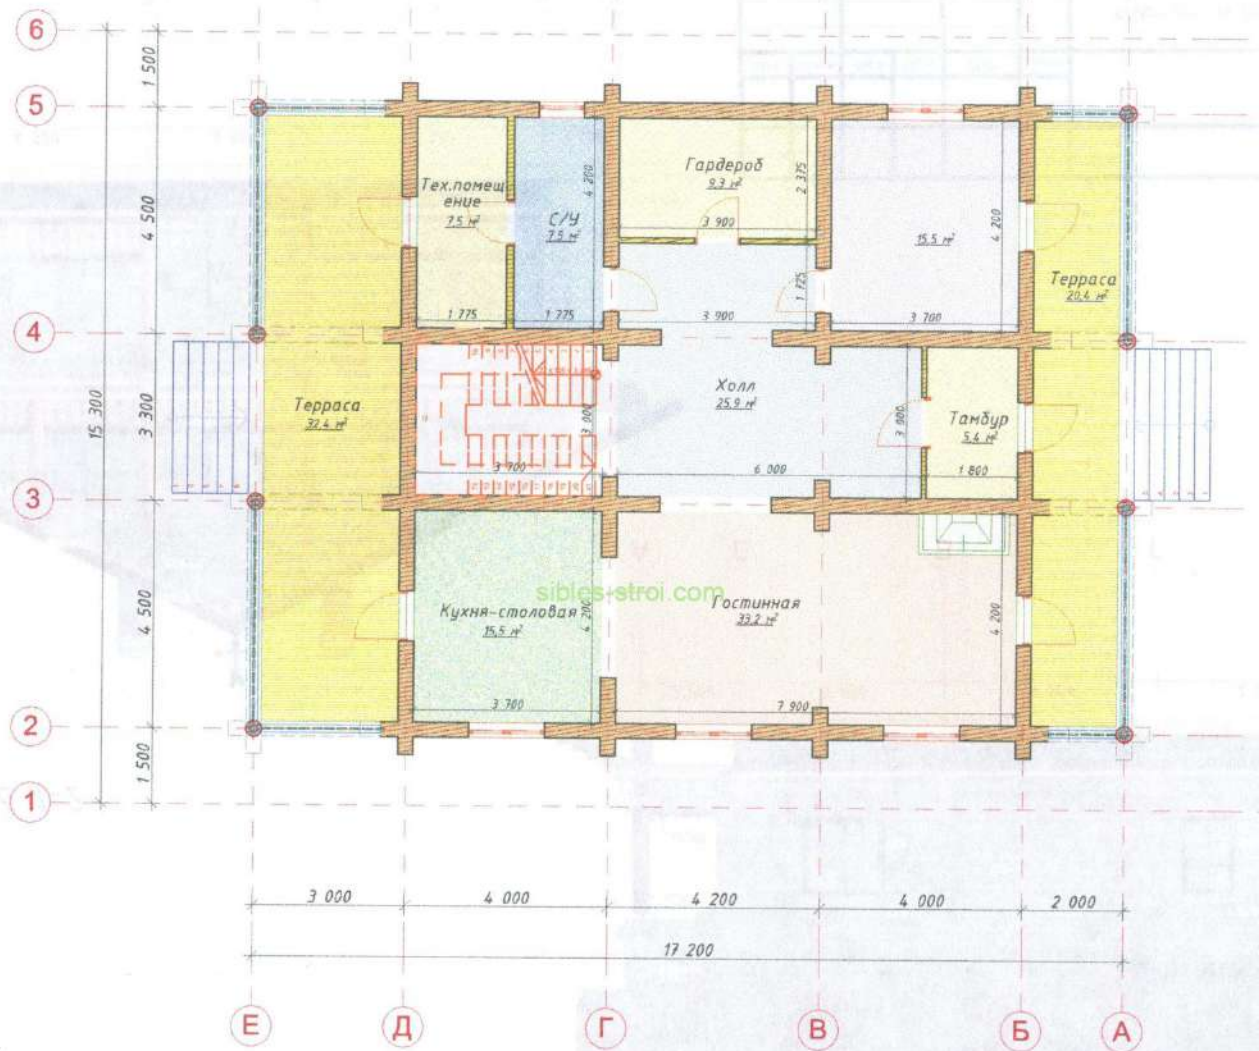 6
1 500
5
Гардероб
9,3 м²
2 375
4 200
Тех.помещ
ение
7,5 м²
С/У
7,5 м²
4 500
3 900
15,5 м²
4 200
Терраса
20,4 м²
1 725
1 775
1 775
3 900
3 700
4
15 300
3 300
Терраса
32,4 м²
Холл
25,9 м²
3 000
3 000
Тамбур
5,4 м²
3 700
6 000
1 800
3
sibles-stroi.com
4 500
Кухня-столовая
15,5 м²
4 200
Гостинная
33,2 м²
4 200
3 700
7 900
2
1 500
1
3 000
4 000
4 200
4 000
2 000
17 200
Е
Д
Г
В
Б
А